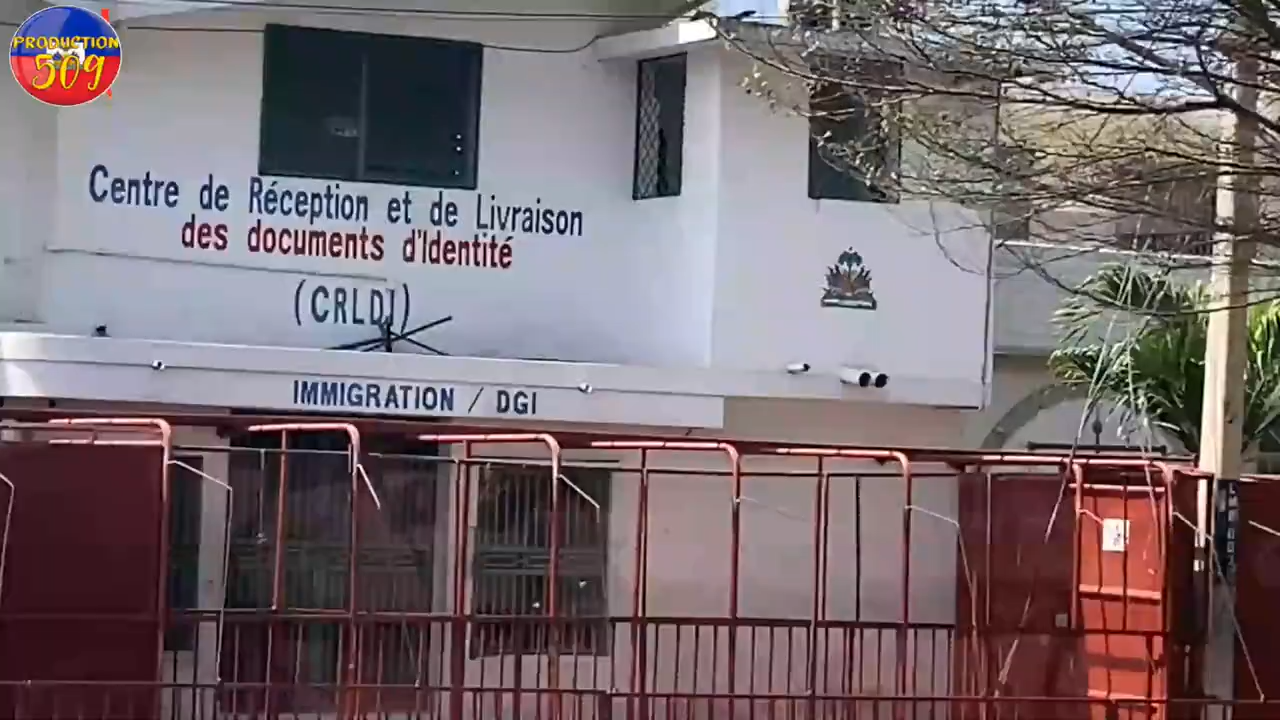 PRODUCTION
509
Centre de Réception et de Livraison
des documents d'Identité
(CRLDI)
IMMIGRATION / DGI